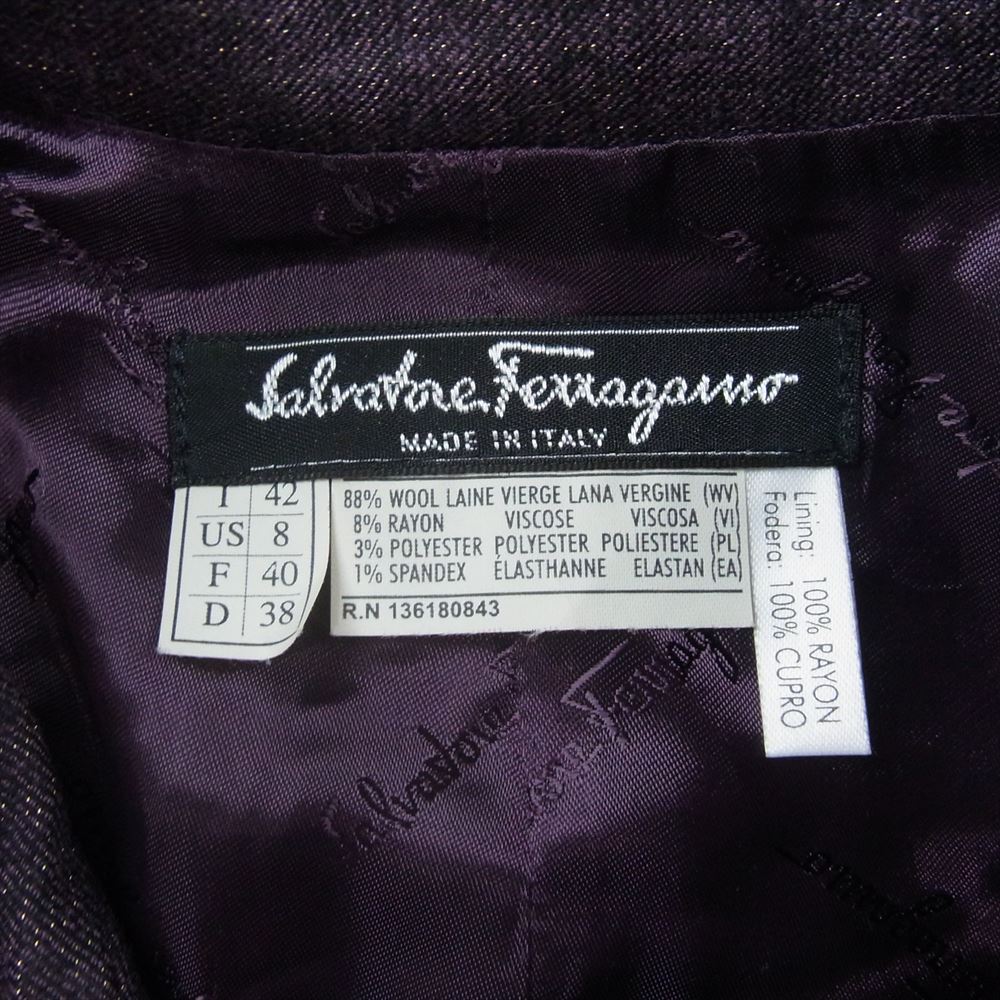 Salvatore Ferragamo
MADE IN ITALY
I 42
US 8
F 40
D 38
88% WOOL LAINE VIERGE LANA VERGINE (WV)
8% RAYON VISCOSE VISCOSA (VI)
3% POLYESTER POLYESTER POLIESTERE (PL)
1% SPANDEX ÉLASTHANNE ELASTAN (EA)
R.N 136180843
Lining: 100% RAYON
Fodera: 100% CUPRO
Salvatore
Ferrag